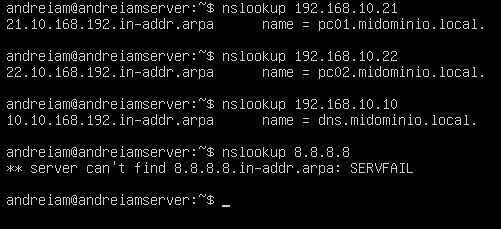 andreiam@andreiamserver:~$ nslookup 192.168.10.21
21.10.168.192.in-addr.arpa      name = pc01.midominio.local.
andreiam@andreiamserver:~$ nslookup 192.168.10.22
22.10.168.192.in-addr.arpa      name = pc02.midominio.local.
andreiam@andreiamserver:~$ nslookup 192.168.10.10
10.10.168.192.in-addr.arpa      name = dns.midominio.local.
andreiam@andreiamserver:~$ nslookup 8.8.8.8
** server can't find 8.8.8.8.in-addr.arpa: SERVFAIL
andreiam@andreiamserver:~$ _